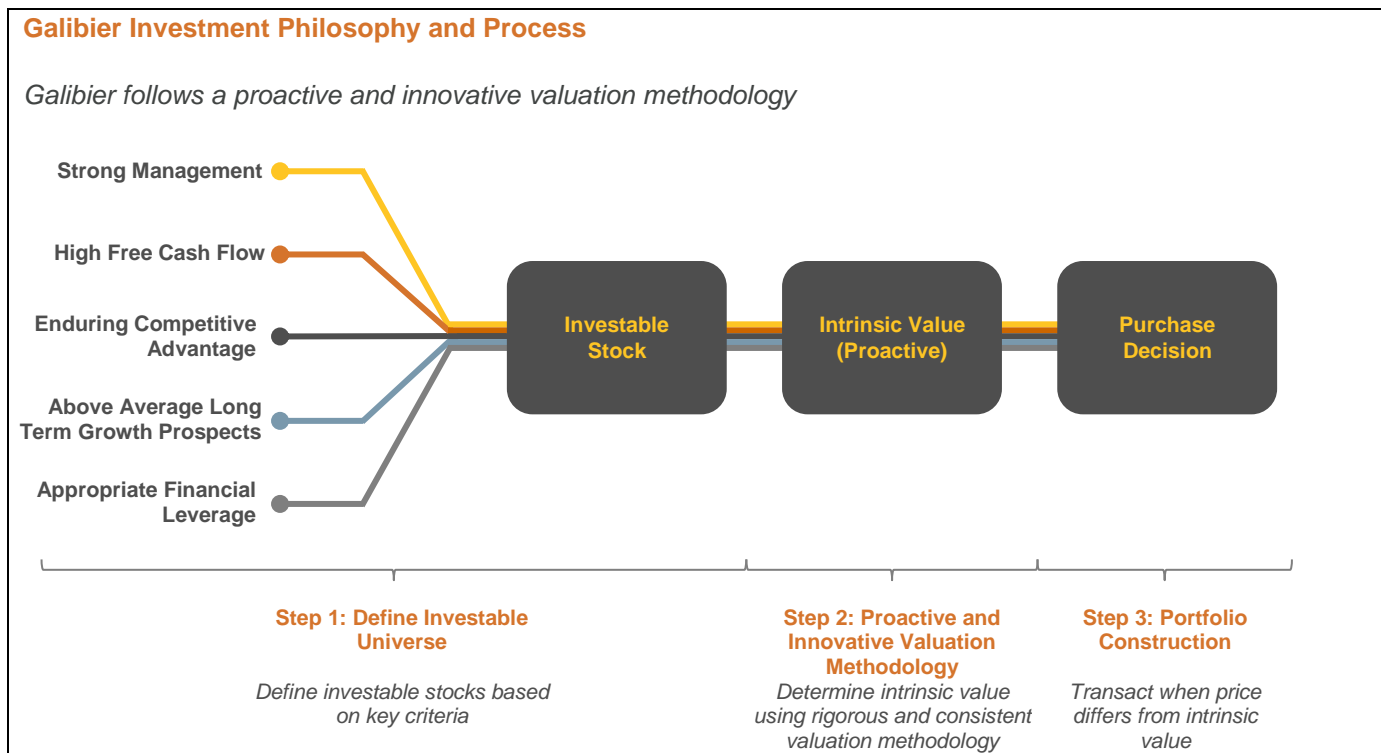 Galibier Investment Philosophy and Process
Galibier follows a proactive and innovative valuation methodology
Strong Management
High Free Cash Flow
Enduring Competitive
Advantage
Above Average Long
Term Growth Prospects
Appropriate Financial
Leverage
Investable
Stock
Intrinsic Value
(Proactive)
Purchase
Decision
Step 1: Define Investable
Universe
Define investable stocks based
on key criteria
Step 2: Proactive and
Innovative Valuation
Methodology
Determine intrinsic value
using rigorous and consistent
valuation methodology
Step 3: Portfolio
Construction
Transact when price
differs from intrinsic
value